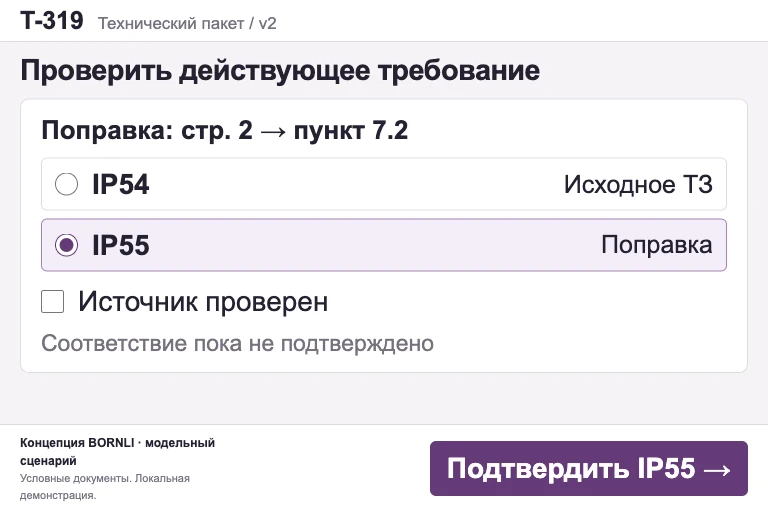 T-319 Технический пакет / v2
Проверить действующее требование
Поправка: стр. 2 → пункт 7.2
IP54 Исходное ТЗ
IP55 Поправка
Источник проверен
Соответствие пока не подтверждено
Концепция BORNLI · модельный
сценарий
Условные документы. Локальная
демонстрация.
Подтвердить IP55 →